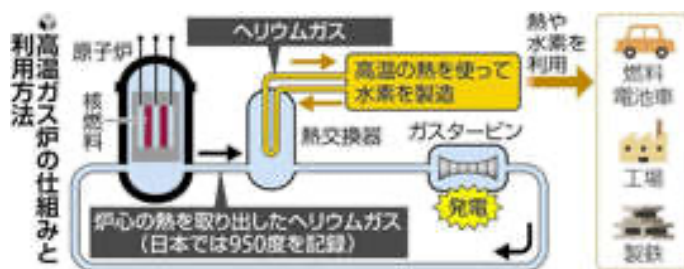 高温ガス炉の仕組みと
利用方法
原子炉
核燃料
ヘリウムガス
高温の熱を使って
水素を製造
熱や
水素を
利用
熱交換器
ガスタービン
発電
炉心の熱を取り出したヘリウムガス
(日本では950度を記録)
燃料
電池車
工場
製鉄